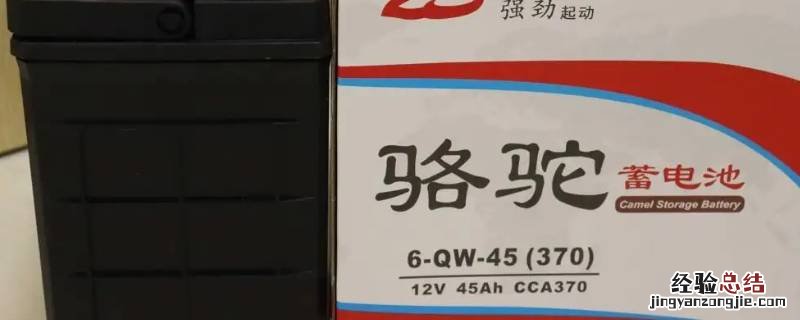 强劲起动
骆驼蓄电池
Camel Storage Battery
6-QW-45(370)
12V 45Ah CCA370
经验总结
jingyanzongjie.com